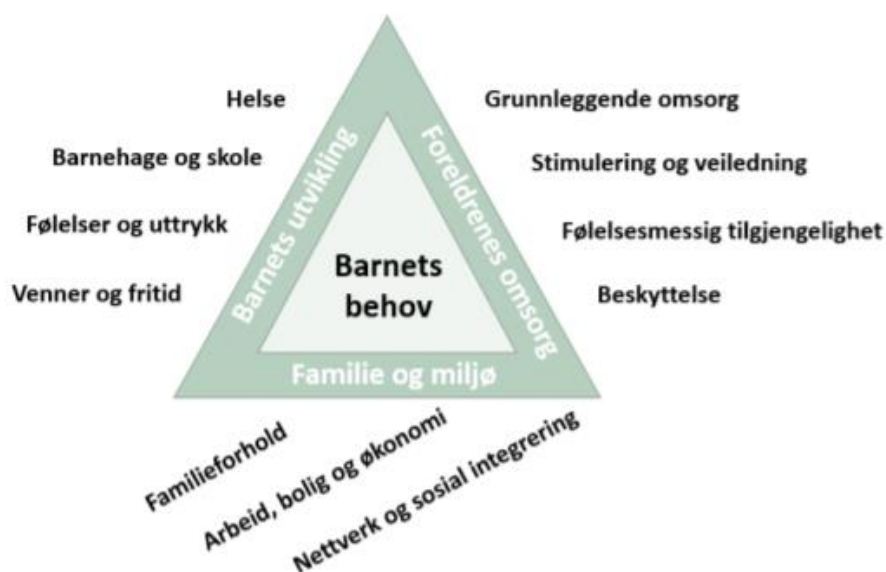 Helse
Barnehage og skole
Følelser og uttrykk
Venner og fritid
Barnets utvikling
Barnets
behov
Foreldrenes omsorg
Grunnleggende omsorg
Stimulering og veiledning
Følelsesmessig tilgjengelighet
Beskyttelse
Familie og miljø
Familieforhold
Arbeid, bolig og økonomi
Nettverk og sosial integrering